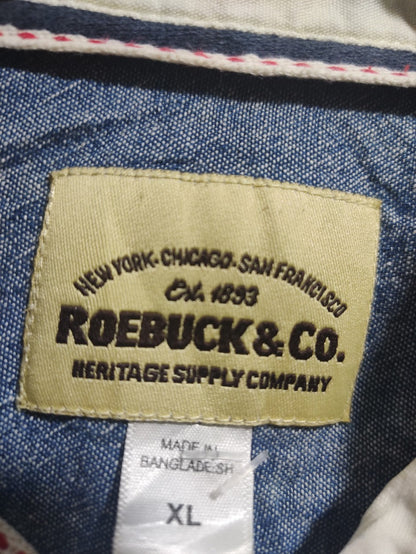 NEW YORK - CHICAGO - SAN FRANCISCO
Est. 1893
ROEBUCK & CO.
HERITAGE SUPPLY COMPANY
MADE IN
BANGLADESH
XL